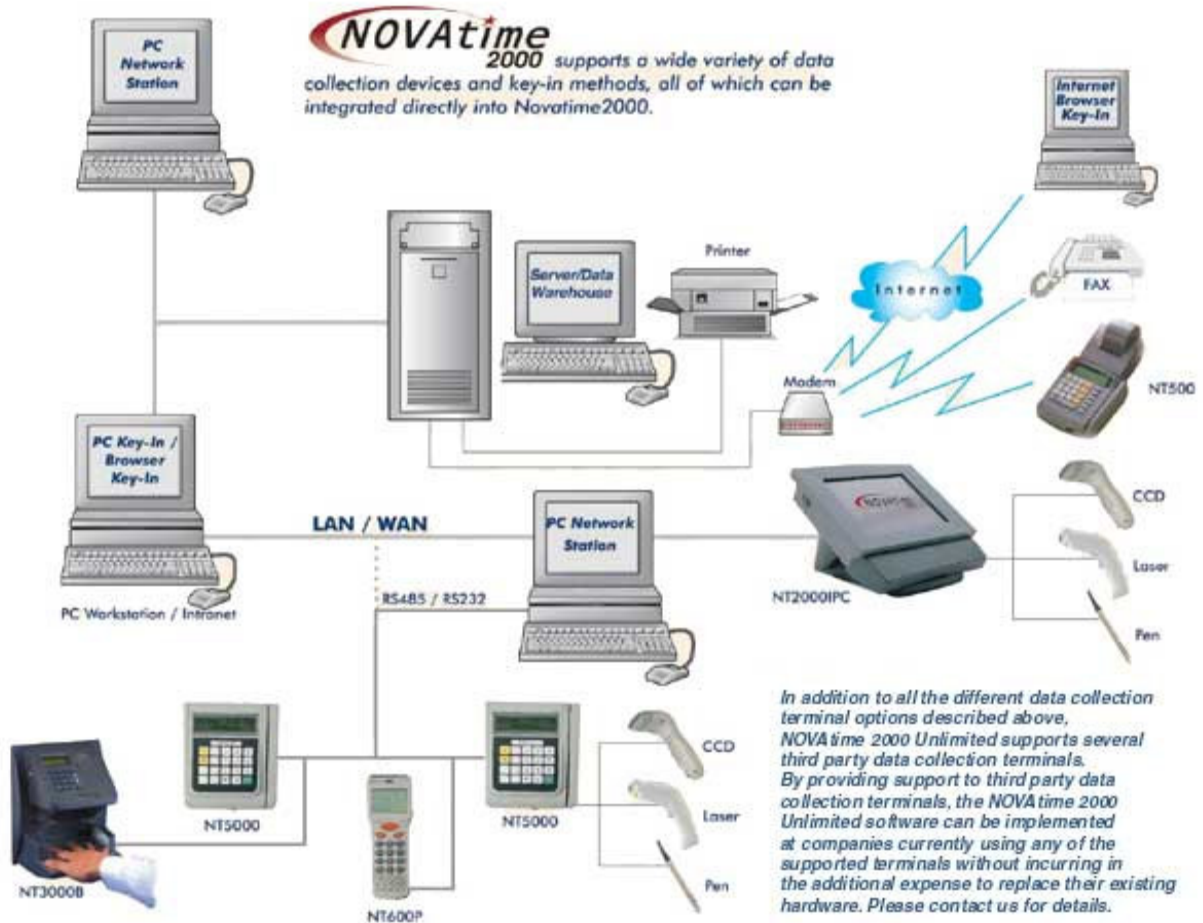 NOVAtime
2000 supports a wide variety of data
collection devices and key-in methods, all of which can be
integrated directly into Novatime2000.
PC
Network
Station
Internet
Browser
Key-In
Server/Data
Warehouse
Printer
Internet
FAX
Modem
NT500
PC Key-In /
Browser
Key-In
LAN / WAN
PC Network
Station
NOVAtime
CCD
Laser
Pen
NT2000IPC
PC Workstation / Intranet
RS485 / RS232
NT3000B
NT5000
NT600P
NT5000
CCD
Laser
Pen
In addition to all the different data collection
terminal options described above,
NOVAtime 2000 Unlimited supports several
third party data collection terminals.
By providing support to third party data
collection terminals, the NOVAtime 2000
Unlimited software can be implemented
at companies currently using any of the
supported terminals without incurring in
the additional expense to replace their existing
hardware. Please contact us for details.